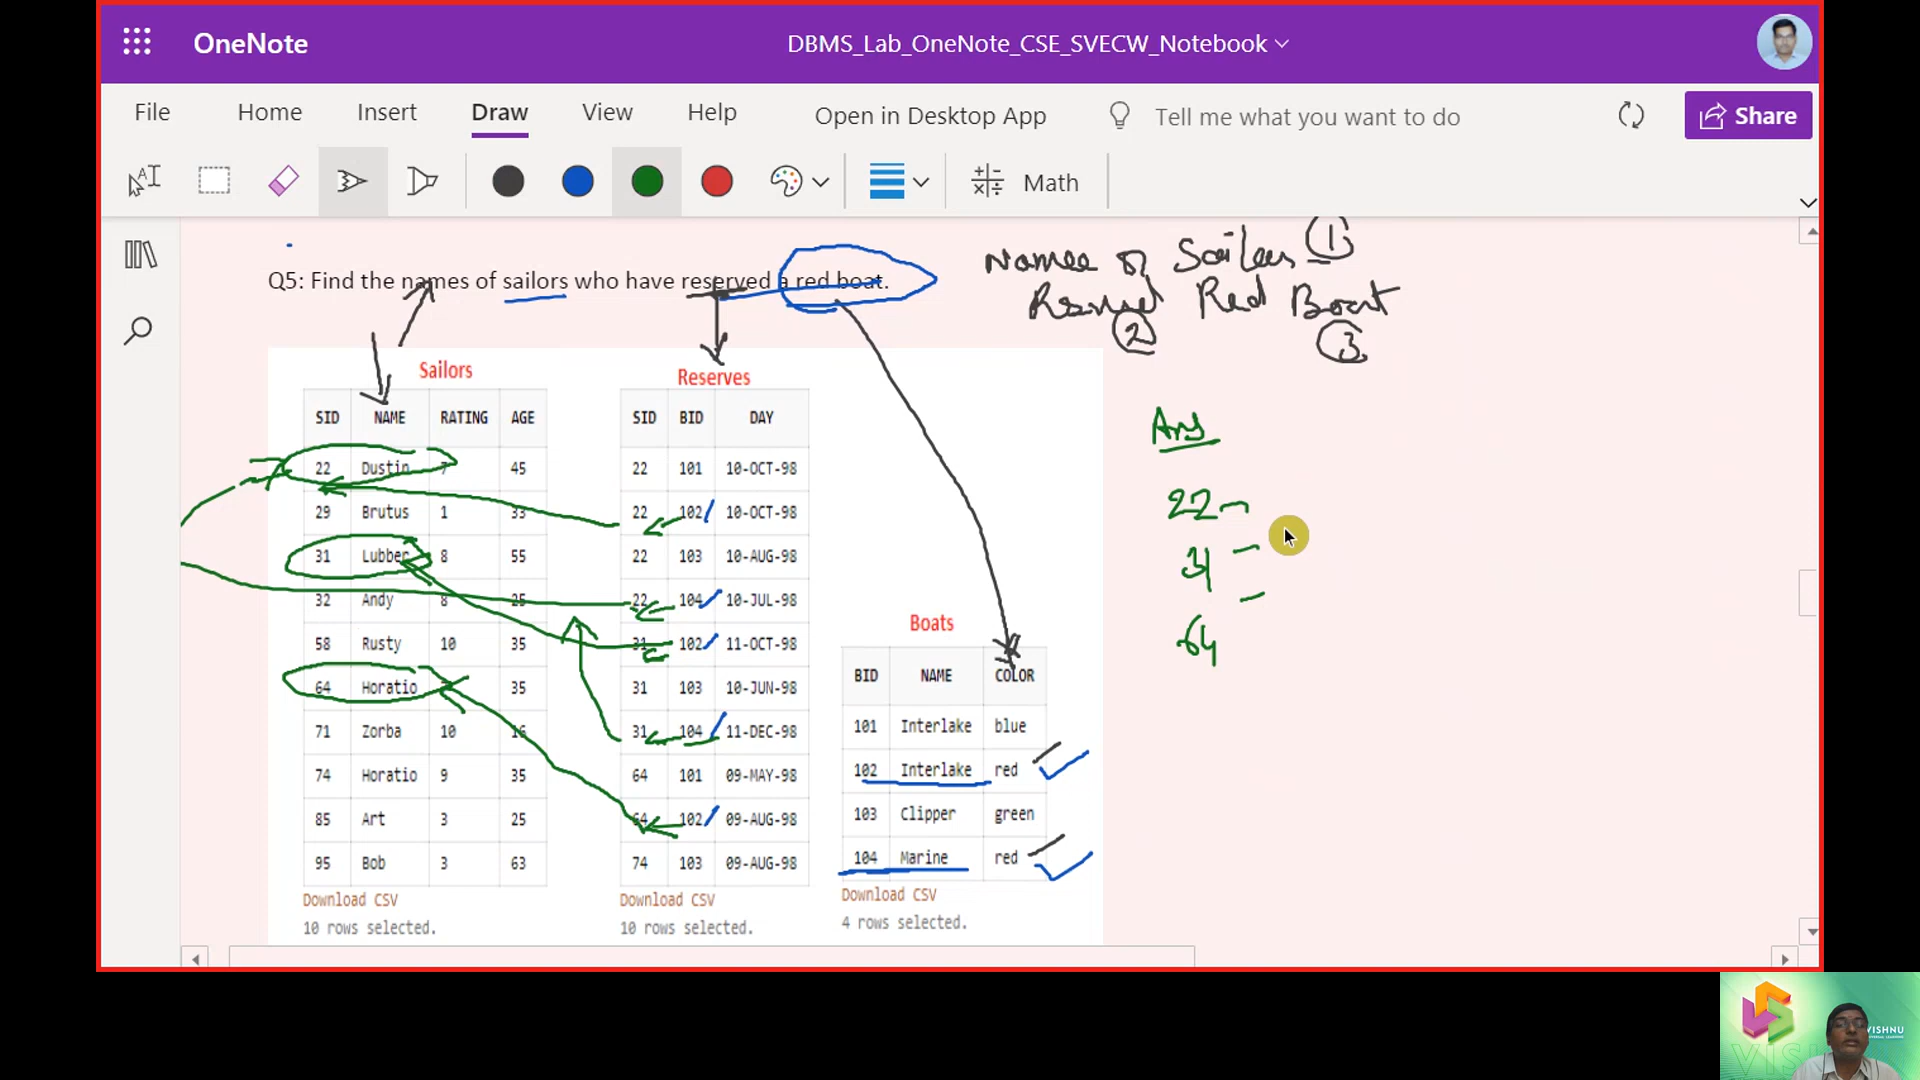 OneNote
DBMS_Lab_OneNote_CSE_SVECW_Notebook
File Home Insert Draw View Help Open in Desktop App Tell me what you want to do Share
Math
Q5: Find the names of sailors who have reserved a red boat.
Names of Sailors 1
Red Boat
2 3
Sailors
SID NAME RATING AGE
22 Dustin 7 45
29 Brutus 1 33
31 Lubber 8 55
32 Andy 8 25
58 Rusty 10 35
64 Horatio 35
71 Zorba 10 16
74 Horatio 9 35
85 Art 3 25
95 Bob 3 63
Download CSV
10 rows selected.
Reserves
SID BID DAY
22 101 10-OCT-98
22 102 10-OCT-98
22 103 10-AUG-98
22 104 10-JUL-98
31 102 11-OCT-98
31 103 10-JUN-98
31 104 11-DEC-98
64 101 09-MAY-98
64 102 09-AUG-98
74 103 09-AUG-98
Download CSV
10 rows selected.
Boats
BID NAME COLOR
101 Interlake blue
102 Interlake red
103 Clipper green
104 Marine red
Download CSV
4 rows selected.
Ans
22
31
64
VISHNU